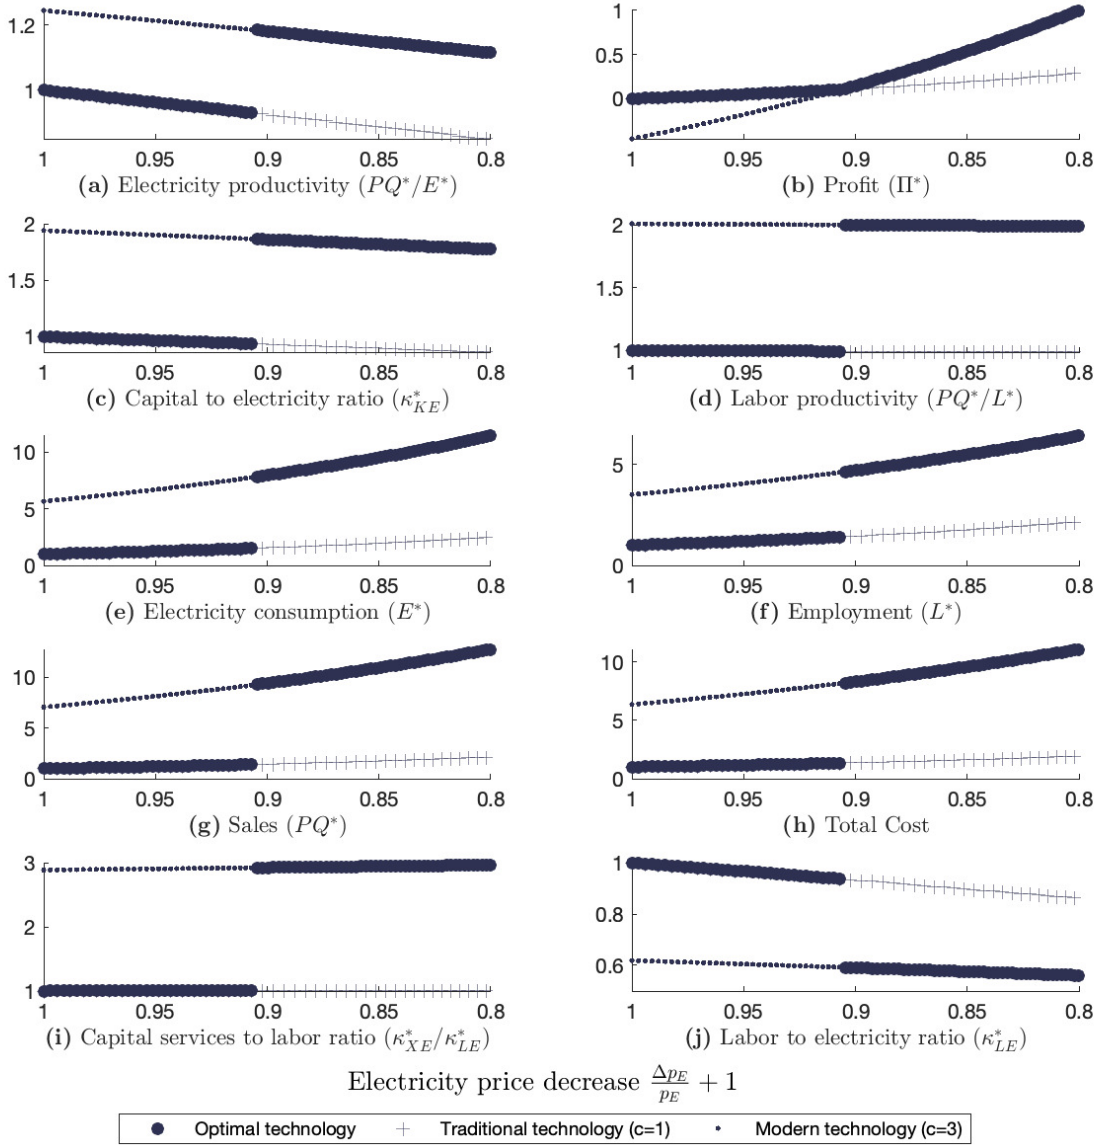 1.2
1
1 0.95 0.9 0.85 0.8
(a) Electricity productivity (PQ*/E*)
1
0.5
0
1 0.95 0.9 0.85 0.8
(b) Profit (Π*)
2
1.5
1
1 0.95 0.9 0.85 0.8
(c) Capital to electricity ratio (κ*_{KE})
2
1.5
1
1 0.95 0.9 0.85 0.8
(d) Labor productivity (PQ*/L*)
10
5
0
1 0.95 0.9 0.85 0.8
(e) Electricity consumption (E*)
5
0
1 0.95 0.9 0.85 0.8
(f) Employment (L*)
10
5
0
1 0.95 0.9 0.85 0.8
(g) Sales (PQ*)
10
5
0
1 0.95 0.9 0.85 0.8
(h) Total Cost
3
2
1
1 0.95 0.9 0.85 0.8
(i) Capital services to labor ratio (κ*_{XE}/κ*_{LE})
1
0.8
0.6
1 0.95 0.9 0.85 0.8
(j) Labor to electricity ratio (κ*_{LE})
Electricity price decrease \frac{Δp_E}{p_E} + 1
Optimal technology Traditional technology (c=1) Modern technology (c=3)